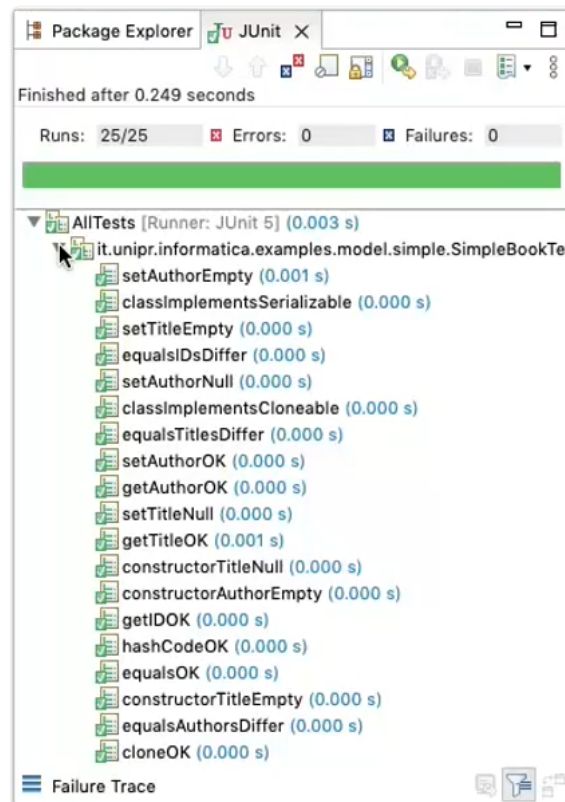 Package Explorer JUnit
Finished after 0.249 seconds
Runs: 25/25 Errors: 0 Failures: 0
AllTests [Runner: JUnit 5] (0.003 s)
it.unipr.informatica.examples.model.simple.SimpleBookTe
setAuthorEmpty (0.001 s)
classImplementsSerializable (0.000 s)
setTitleEmpty (0.000 s)
equalsIDsDiffer (0.000 s)
setAuthorNull (0.000 s)
classImplementsCloneable (0.000 s)
equalsTitlesDiffer (0.000 s)
setAuthorOK (0.000 s)
getAuthorOK (0.000 s)
setTitleNull (0.000 s)
getTitleOK (0.001 s)
constructorTitleNull (0.000 s)
constructorAuthorEmpty (0.000 s)
getIDOK (0.000 s)
hashCodeOK (0.000 s)
equalsOK (0.000 s)
constructorTitleEmpty (0.000 s)
equalsAuthorsDiffer (0.000 s)
cloneOK (0.000 s)
Failure Trace